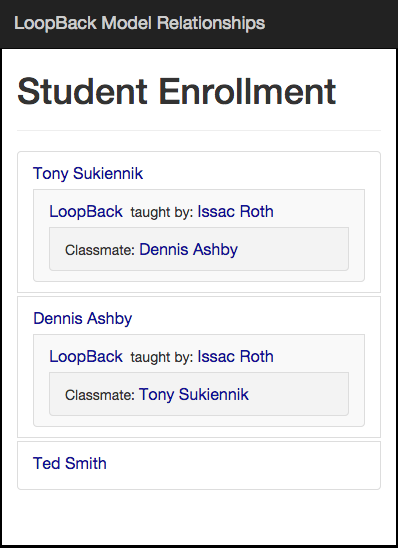 LoopBack Model Relationships
Student Enrollment
Tony Sukiennik
LoopBack taught by: Issac Roth
Classmate: Dennis Ashby
Dennis Ashby
LoopBack taught by: Issac Roth
Classmate: Tony Sukiennik
Ted Smith